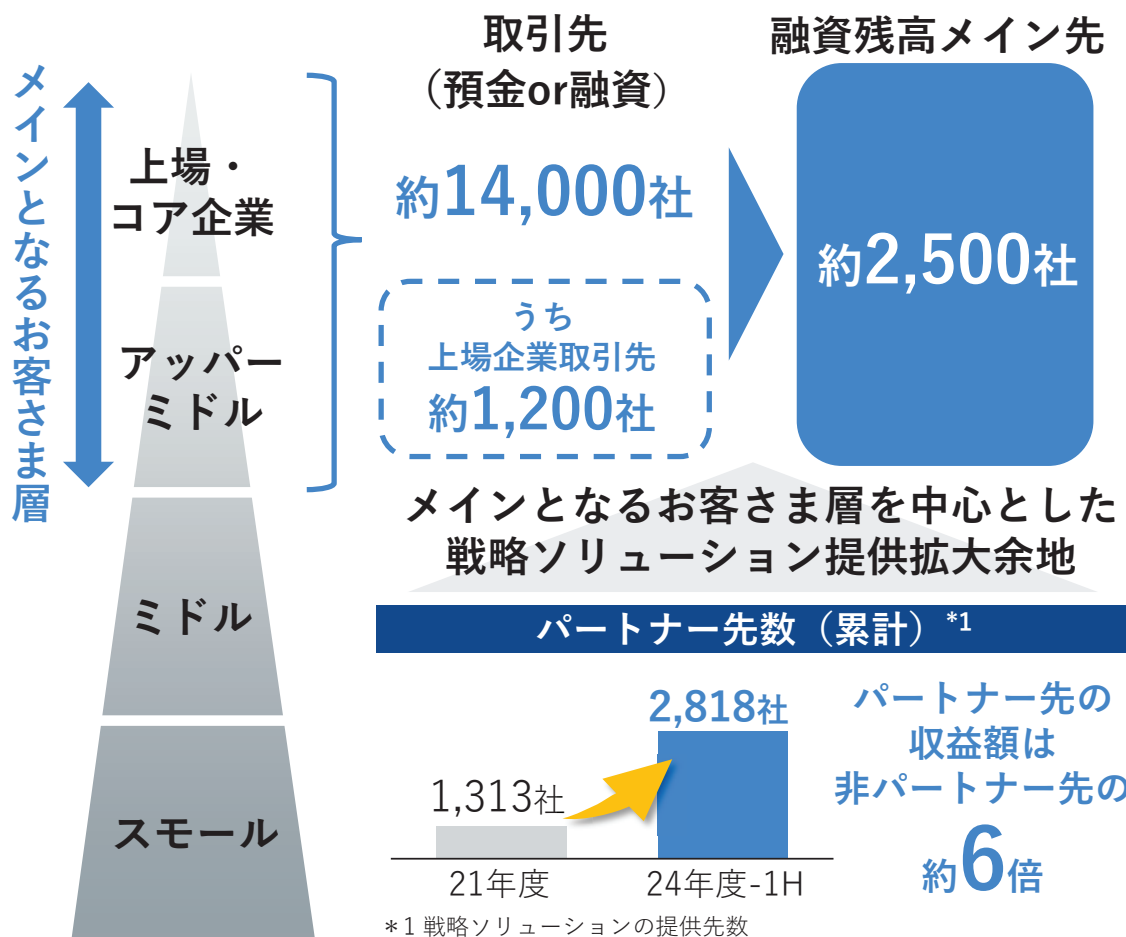 メインとなるお客さま層
上場・
コア企業
アッパー
ミドル
ミドル
スモール
取引先
（預金or融資）
約14,000社
うち
上場企業取引先
約1,200社
融資残高メイン先
約2,500社
メインとなるお客さま層を中心とした
戦略ソリューション提供拡大余地
パートナー先数（累計）*1
1,313社
2,818社
21年度
24年度-1H
パートナー先の
収益額は
非パートナー先の
約6倍
*1 戦略ソリューションの提供先数